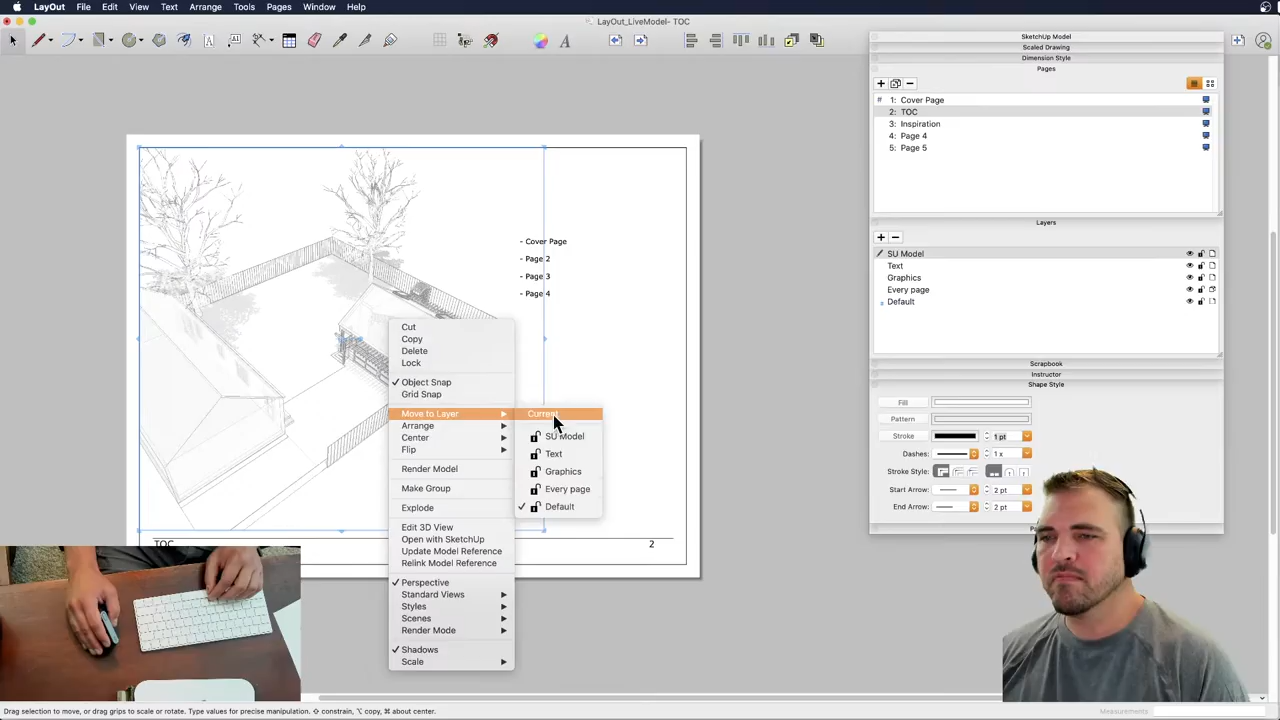 LayOut File Edit View Text Arrange Tools Pages Window Help
LayOut_LiveModel- TOC
SketchUp Model
Scaled Drawing
Dimension Style
Pages
# 1: Cover Page
2: TOC
3: Inspiration
4: Page 4
5: Page 5
Layers
SU Model
Text
Graphics
Every page
Default
Scrapbook
Instructor
Shape Style
Fill
Pattern
Stroke 1 pt
Dashes: 1 x
Stroke Style:
Start Arrow: 2 pt
End Arrow: 2 pt
- Cover Page
- Page 2
- Page 3
- Page 4
TOC 2
Cut
Copy
Delete
Lock
Object Snap
Grid Snap
Move to Layer
Arrange
Center
Flip
Render Model
Make Group
Explode
Edit 3D View
Open with SketchUp
Update Model Reference
Relink Model Reference
Perspective
Standard Views
Styles
Scenes
Render Mode
Shadows
Scale
Current
SU Model
Text
Graphics
Every page
Default
Drag selection to move, or drag grips to scale or rotate. Type values for precise manipulation. ⇧ constrain, ⌥ copy, ⌘ about center.
Measurements